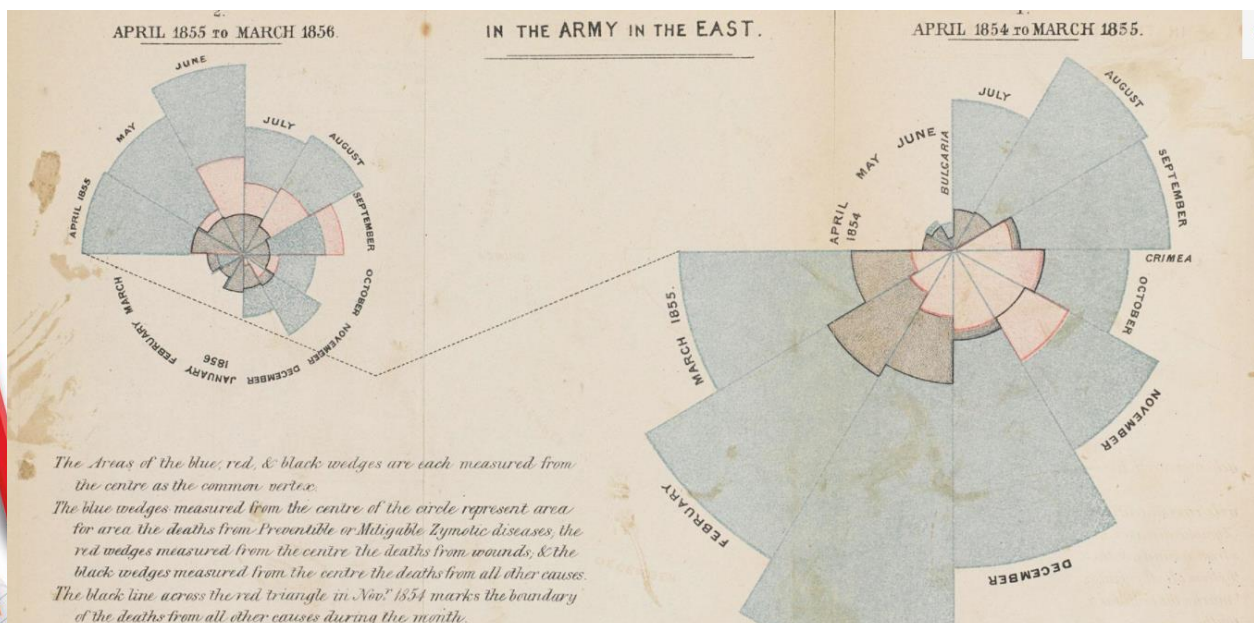 2.
APRIL 1855 TO MARCH 1856.
IN THE ARMY IN THE EAST.
1.
APRIL 1854 TO MARCH 1855.
JUNE
MAY
JULY
AUGUST
APRIL 1855
SEPTEMBER
OCTOBER
NOVEMBER
DECEMBER
JANUARY
1856
FEBRUARY
MARCH
JULY
AUGUST
SEPTEMBER
JUNE
MAY
APRIL
1854
BULGARIA
CRIMEA
OCTOBER
NOVEMBER
DECEMBER
FEBRUARY
MARCH 1855.
The Areas of the blue, red, & black wedges are each measured from
the centre as the common vertex.
The blue wedges measured from the centre of the circle represent area
for area the deaths from Preventible or Mitigable Zymotic diseases, the
red wedges measured from the centre the deaths from wounds, & the
black wedges measured from the centre the deaths from all other causes.
The black line across the red triangle in Novr. 1854 marks the boundary
of the deaths from all other causes during the month.